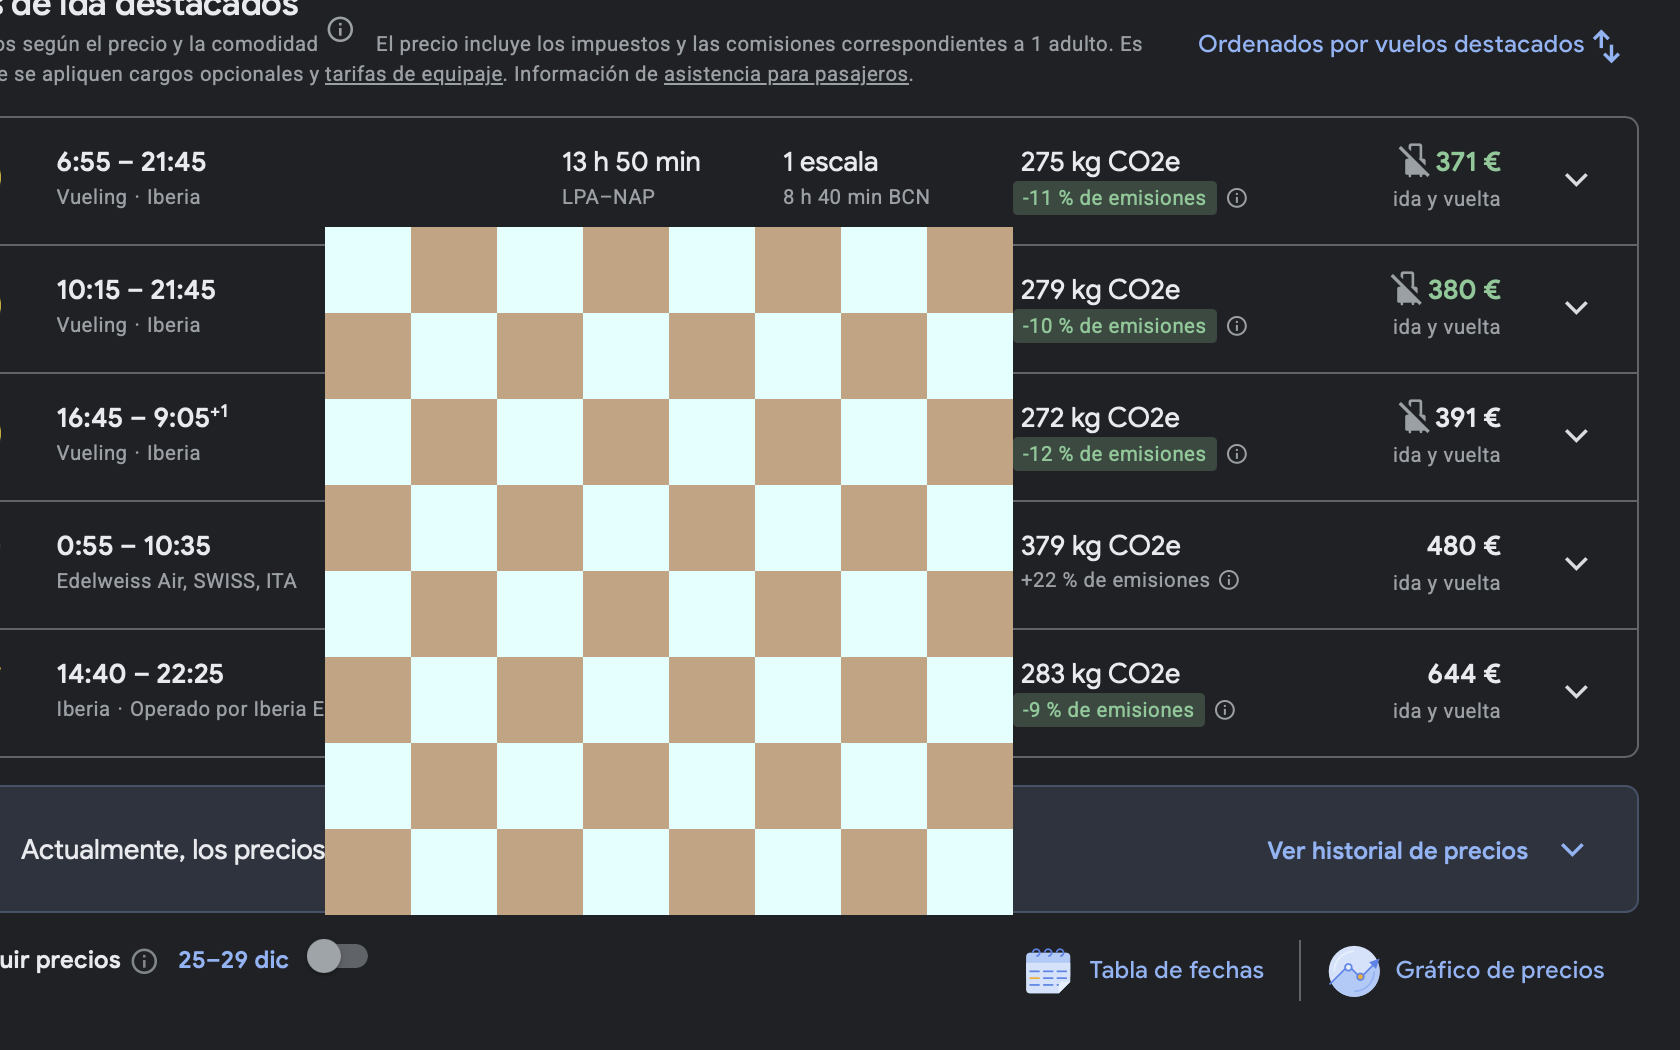 de ida destacados
os según el precio y la comodidad El precio incluye los impuestos y las comisiones correspondientes a 1 adulto. Es
e se apliquen cargos opcionales y tarifas de equipaje. Información de asistencia para pasajeros.
Ordenados por vuelos destacados
6:55 – 21:45 13 h 50 min 1 escala 275 kg CO2e 371 €
Vueling · Iberia LPA–NAP 8 h 40 min BCN -11 % de emisiones ida y vuelta
10:15 – 21:45 279 kg CO2e 380 €
Vueling · Iberia -10 % de emisiones ida y vuelta
16:45 – 9:05+1 272 kg CO2e 391 €
Vueling · Iberia -12 % de emisiones ida y vuelta
0:55 – 10:35 379 kg CO2e 480 €
Edelweiss Air, SWISS, ITA +22 % de emisiones ida y vuelta
14:40 – 22:25 283 kg CO2e 644 €
Iberia · Operado por Iberia E -9 % de emisiones ida y vuelta
Actualmente, los precios Ver historial de precios
uir precios 25–29 dic Tabla de fechas Gráfico de precios